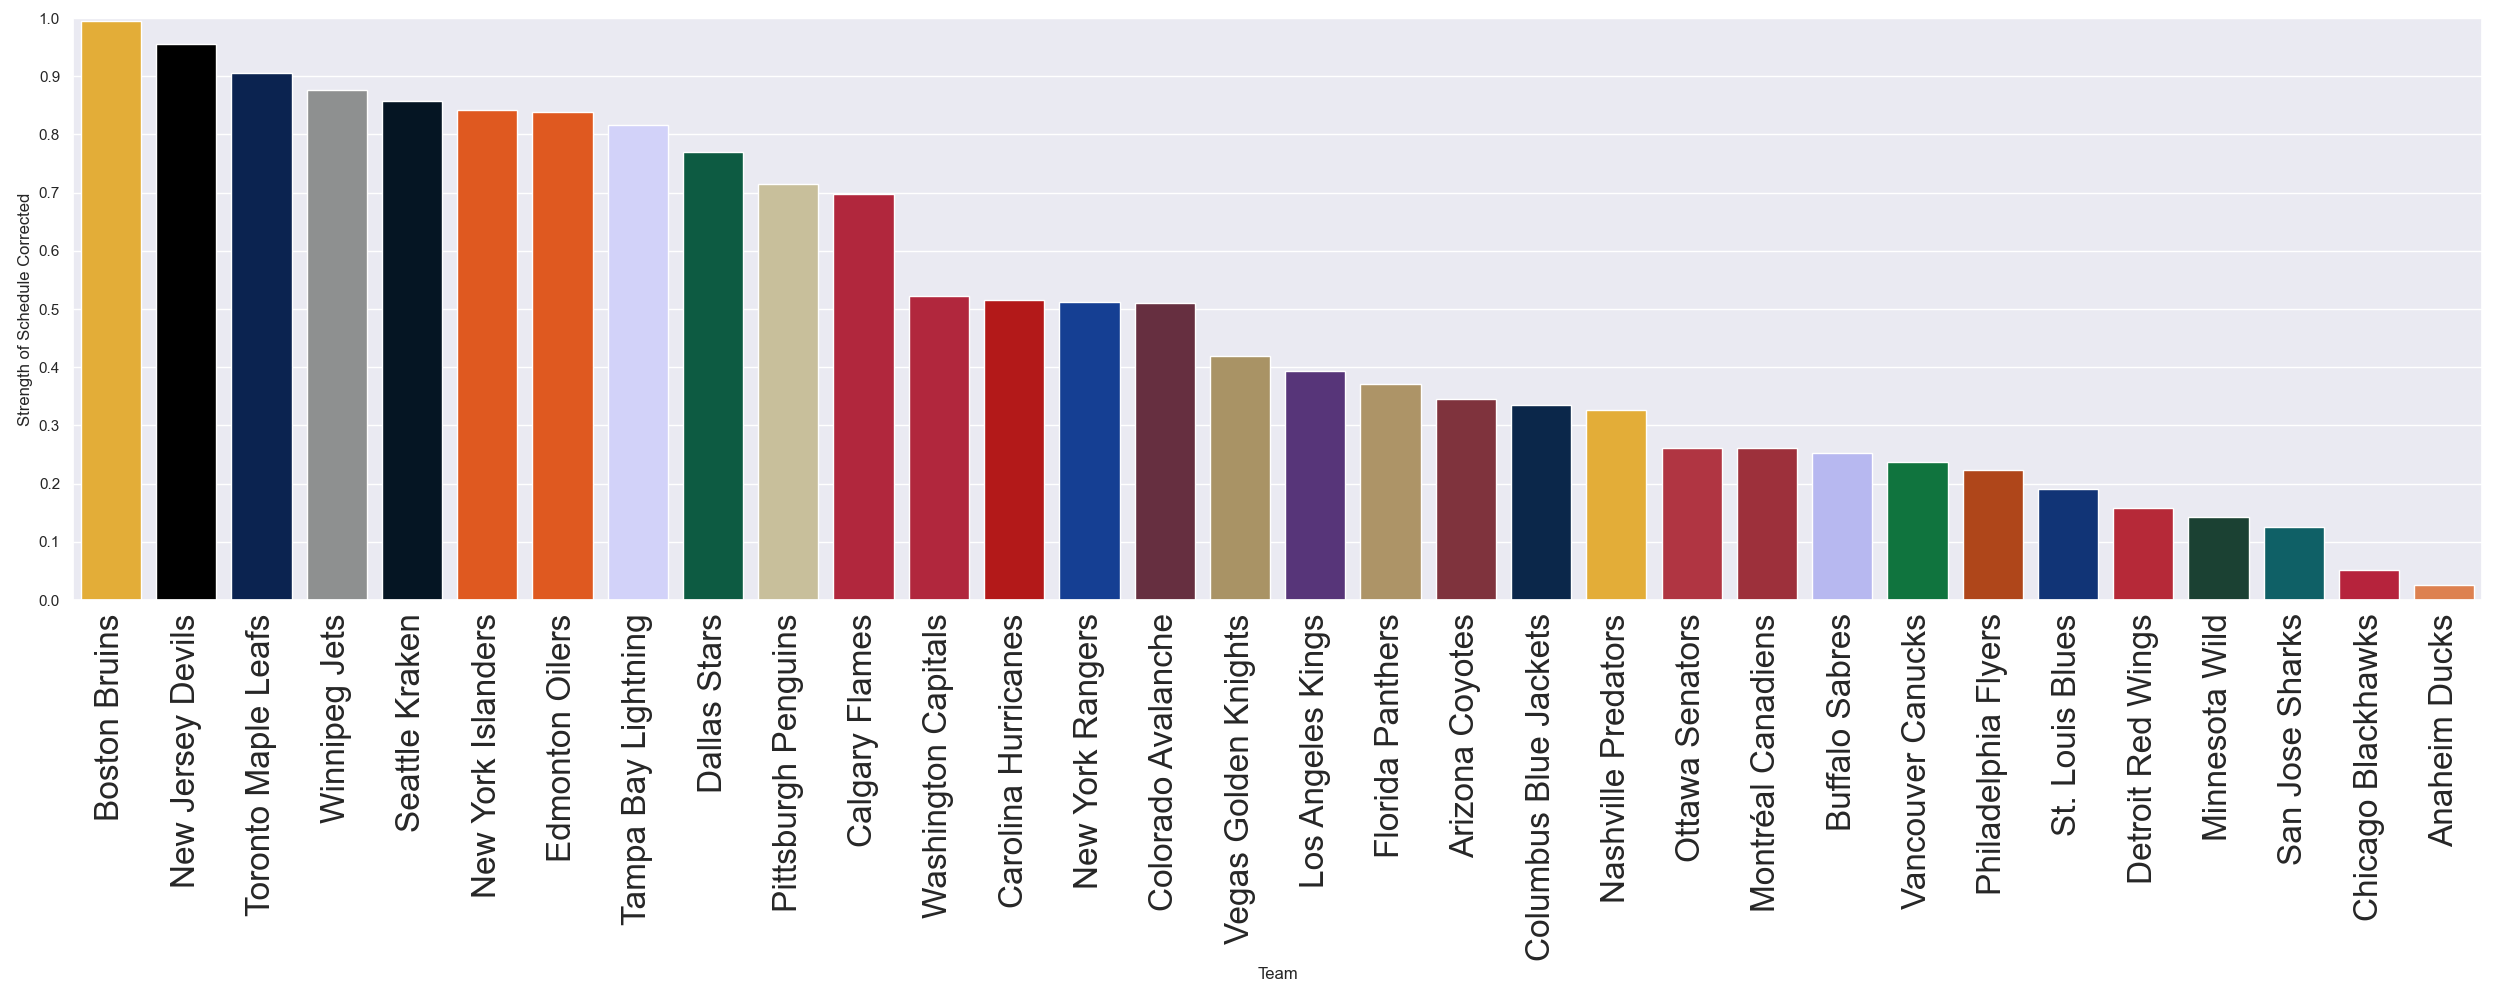 1.0
0.9
0.8
0.7
0.6
0.5
0.4
0.3
0.2
0.1
0.0
Strength of Schedule Corrected
Boston Bruins
New Jersey Devils
Toronto Maple Leafs
Winnipeg Jets
Seattle Kraken
New York Islanders
Edmonton Oilers
Tampa Bay Lightning
Dallas Stars
Pittsburgh Penguins
Calgary Flames
Washington Capitals
Carolina Hurricanes
New York Rangers
Colorado Avalanche
Vegas Golden Knights
Los Angeles Kings
Florida Panthers
Arizona Coyotes
Columbus Blue Jackets
Nashville Predators
Ottawa Senators
Montréal Canadiens
Buffalo Sabres
Vancouver Canucks
Philadelphia Flyers
St. Louis Blues
Detroit Red Wings
Minnesota Wild
San Jose Sharks
Chicago Blackhawks
Anaheim Ducks
Team